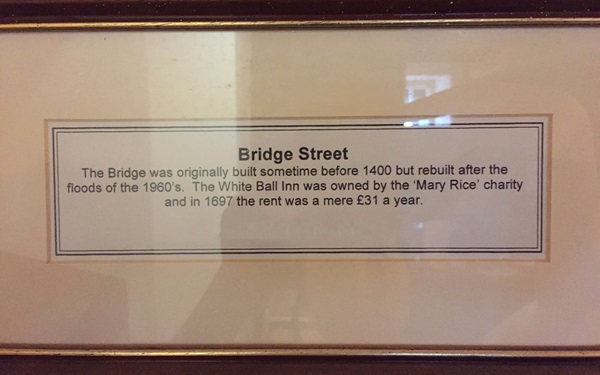 Bridge Street
The Bridge was originally built sometime before 1400 but rebuilt after the
floods of the 1960's. The White Ball Inn was owned by the 'Mary Rice' charity
and in 1697 the rent was a mere £31 a year.